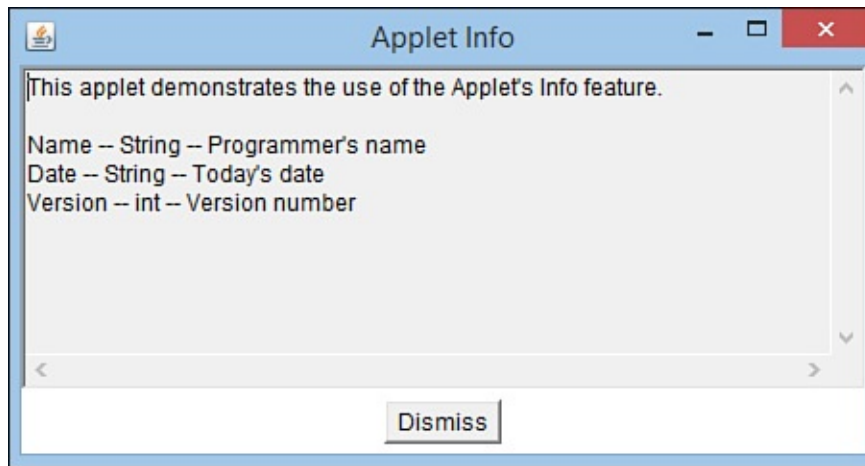 Applet Info
This applet demonstrates the use of the Applet's Info feature.
Name -- String -- Programmer's name
Date -- String -- Today's date
Version -- int -- Version number
Dismiss